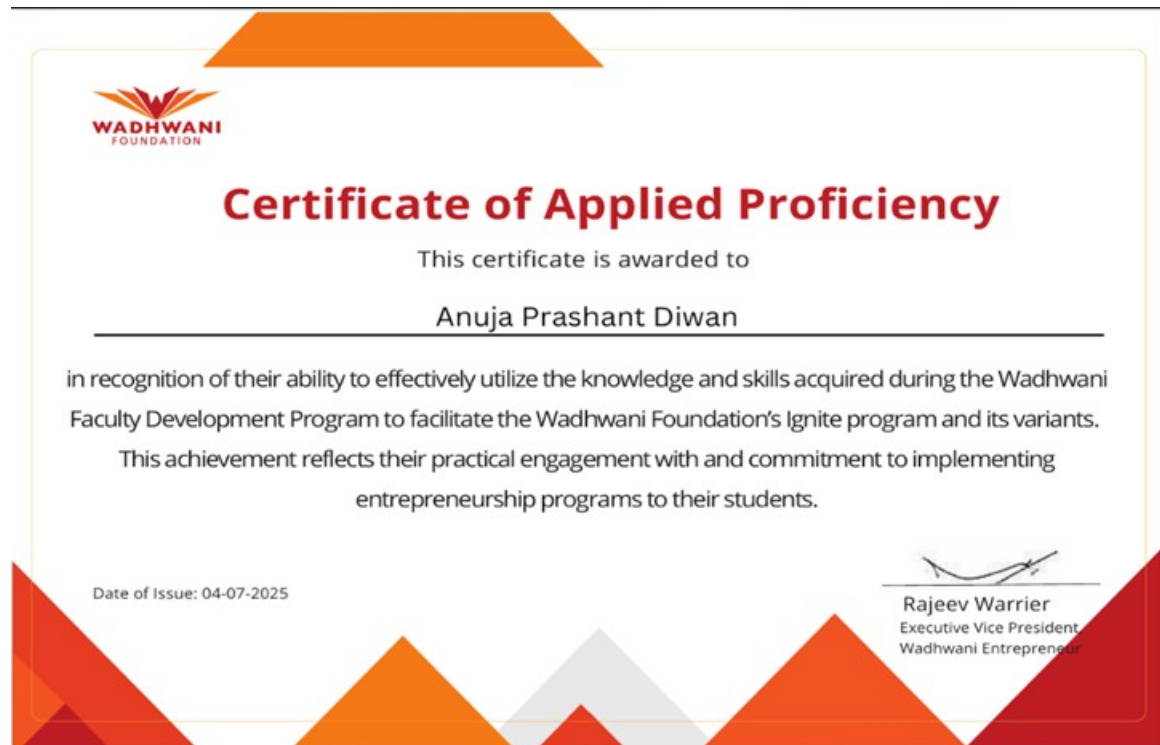 WADHWANI
FOUNDATION
Certificate of Applied Proficiency
This certificate is awarded to
Anuja Prashant Diwan
in recognition of their ability to effectively utilize the knowledge and skills acquired during the Wadhwani
Faculty Development Program to facilitate the Wadhwani Foundation's Ignite program and its variants.
This achievement reflects their practical engagement with and commitment to implementing
entrepreneurship programs to their students.
Date of Issue: 04-07-2025
Rajeev Warrier
Executive Vice President,
Wadhwani Entrepreneur